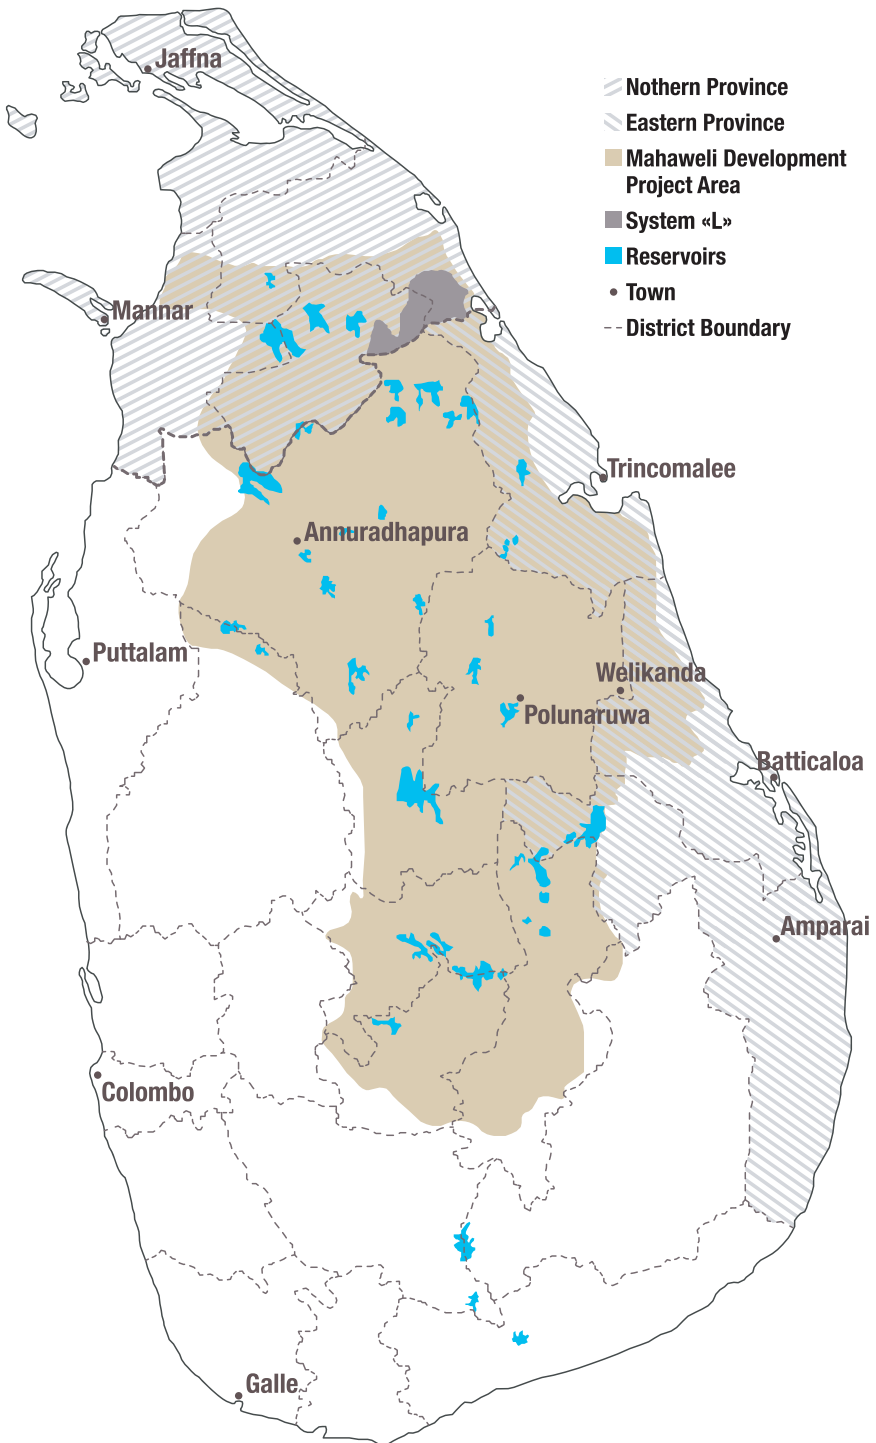 Jaffna
Nothern Province
Eastern Province
Mahaweli Development
Project Area
System «L»
Reservoirs
Town
District Boundary
Mannar
Trincomalee
Annuradhapura
Puttalam
Welikanda
Polunaruwa
Batticaloa
Amparai
Colombo
Galle